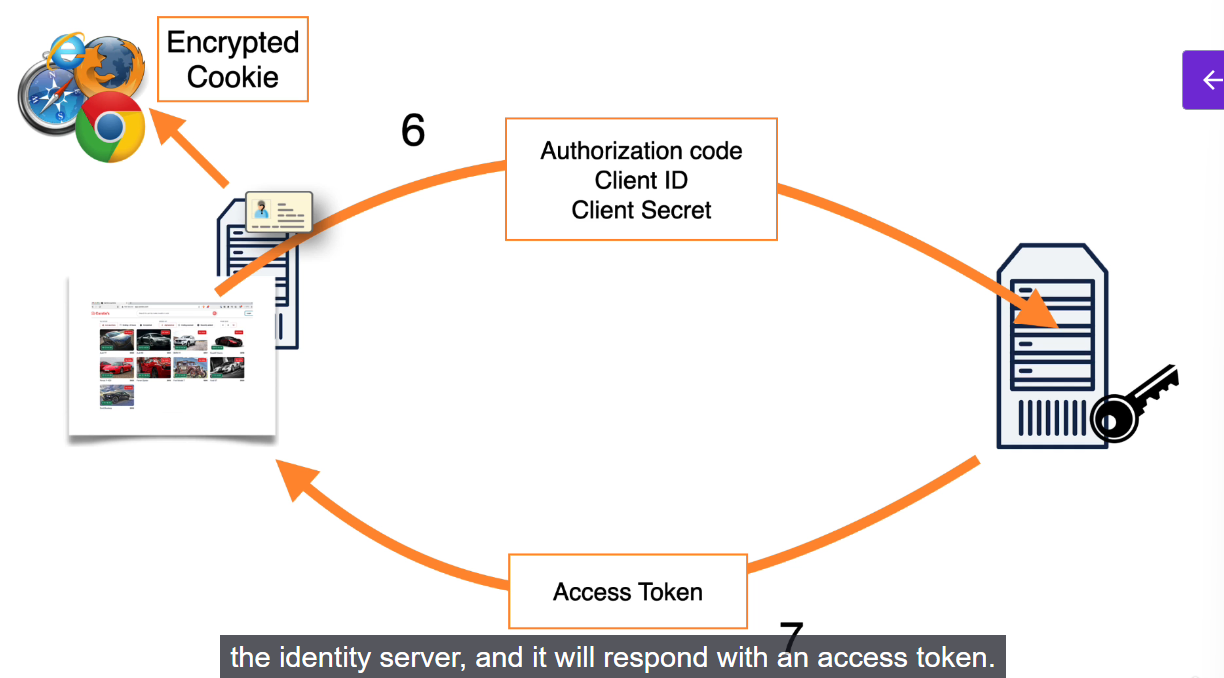 Encrypted
Cookie
6
Authorization code
Client ID
Client Secret
Access Token
7
the identity server, and it will respond with an access token.